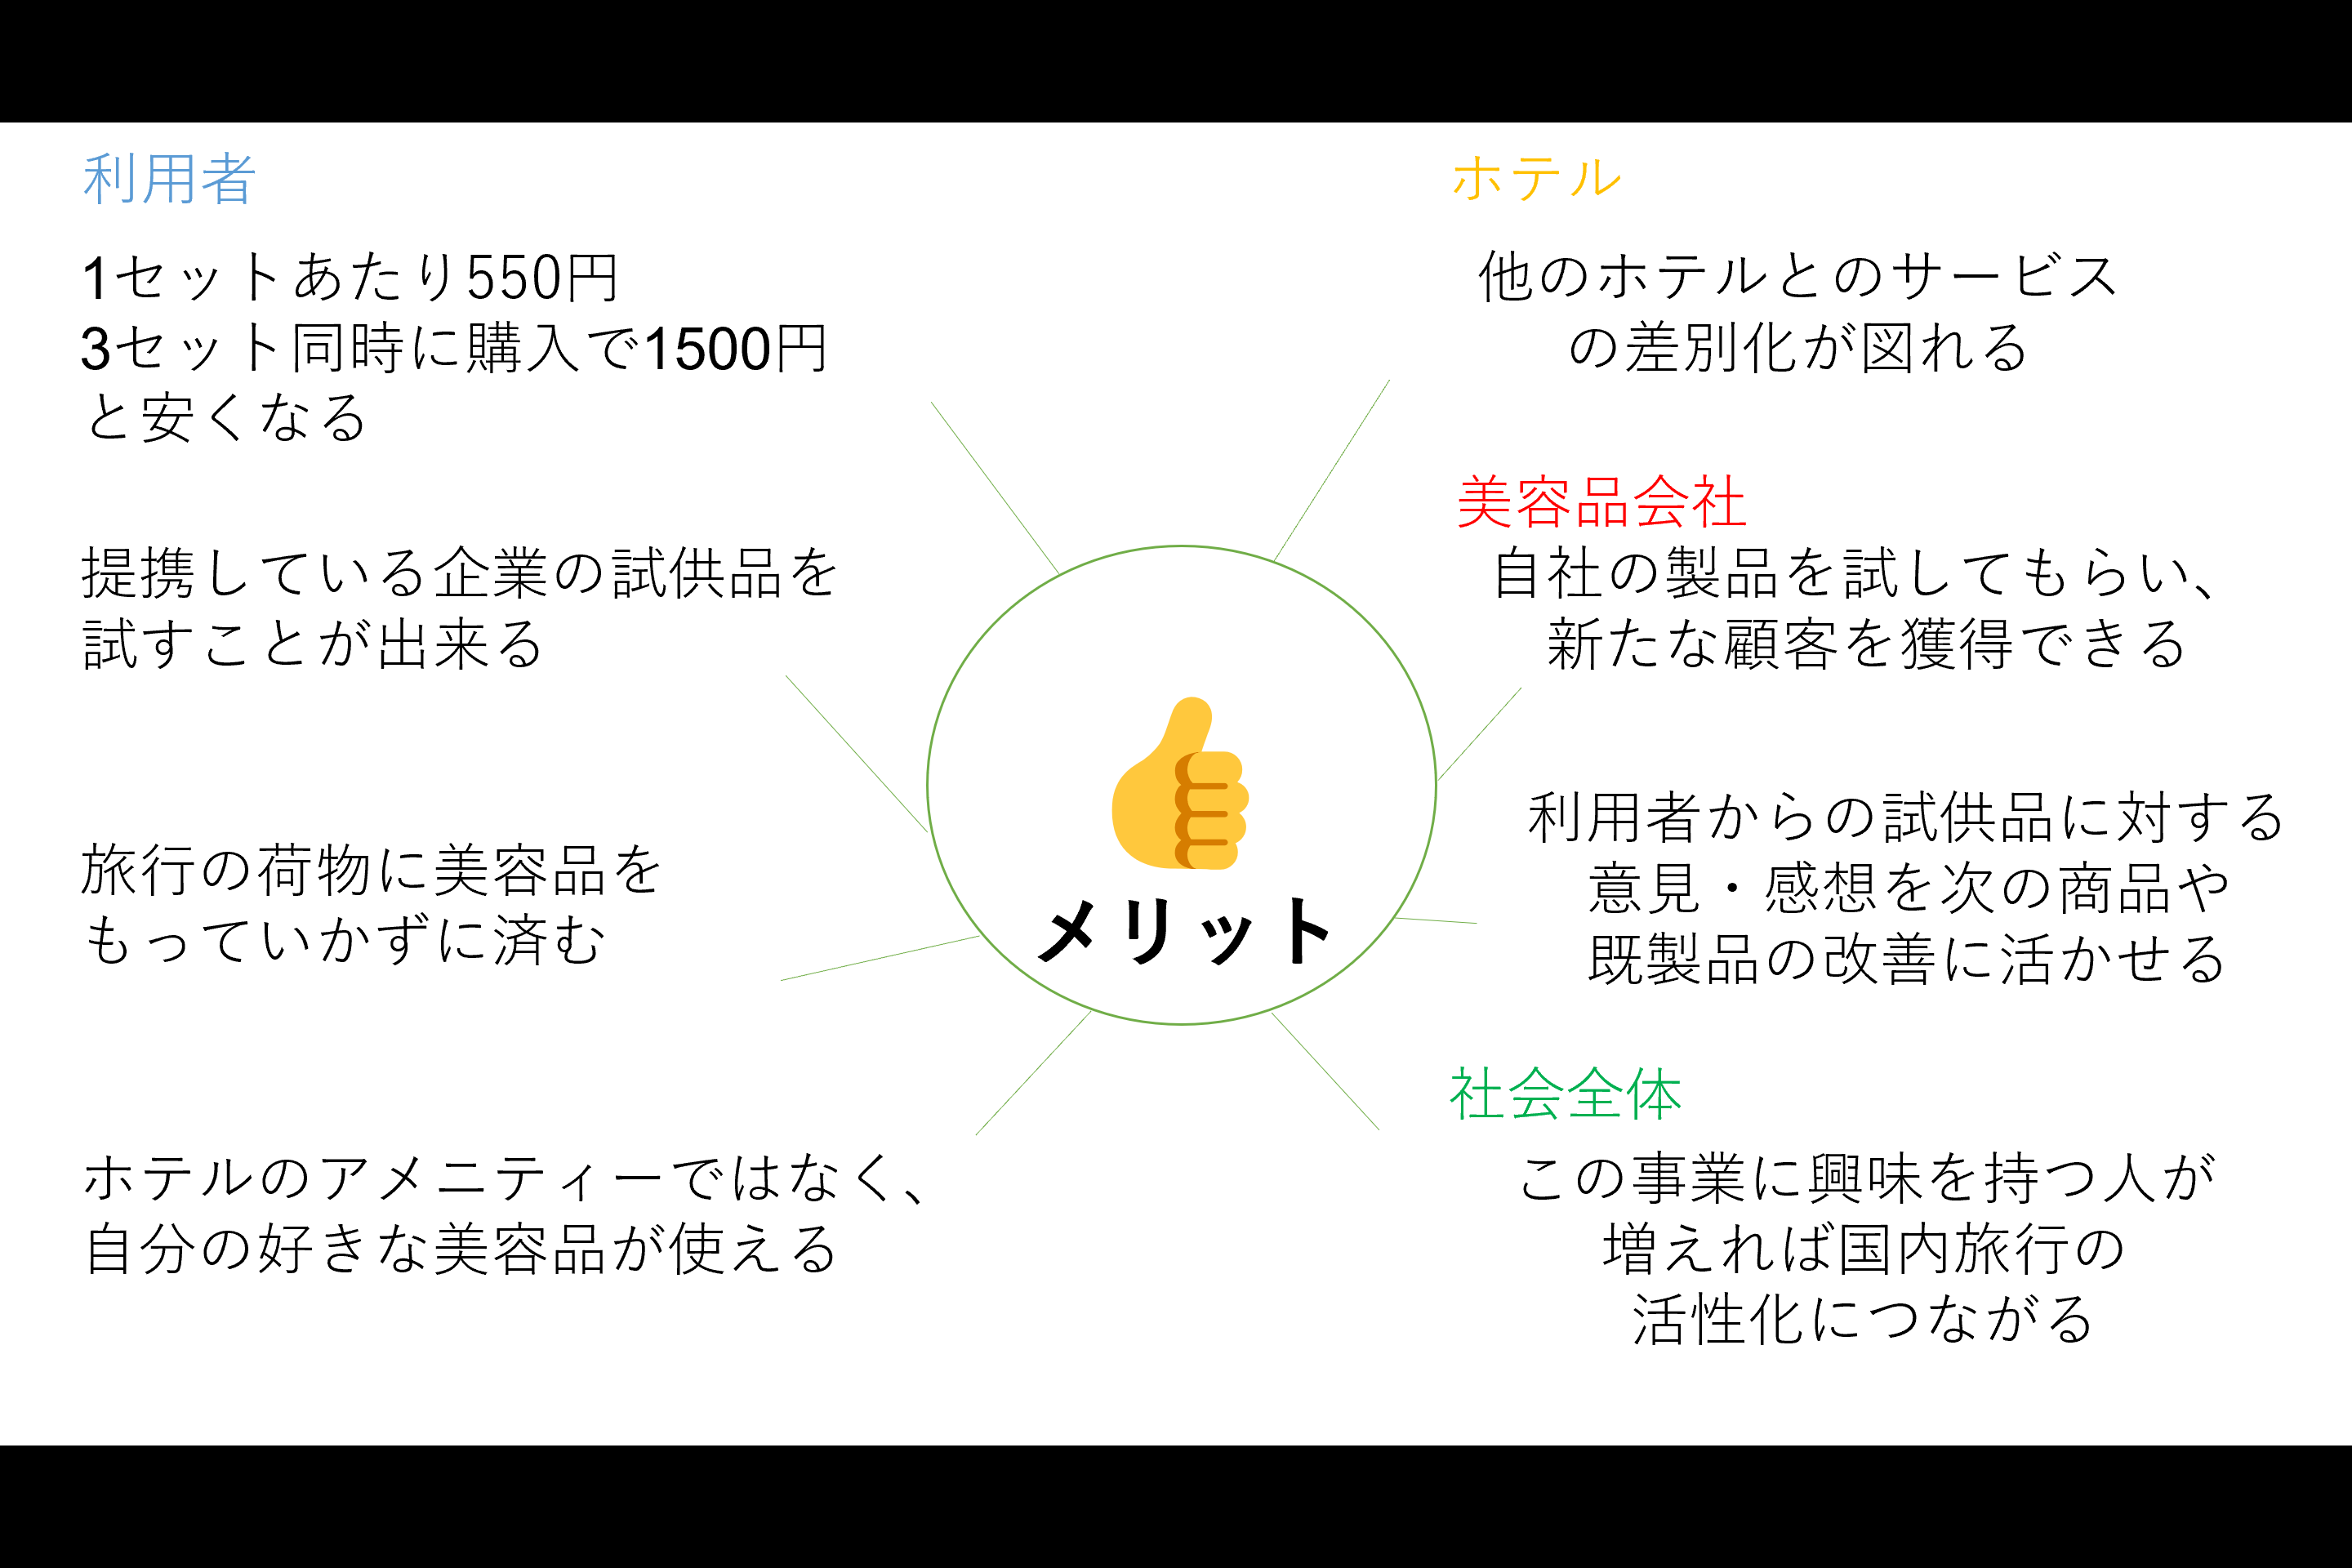 利用者
1セットあたり550円
3セット同時に購入で1500円
と安くなる
提携している企業の試供品を
試すことが出来る
旅行の荷物に美容品を
もっていかずに済む
ホテルのアメニティーではなく、
自分の好きな美容品が使える
メリット
ホテル
他のホテルとのサービス
の差別化が図れる
美容品会社
自社の製品を試してもらい、
新たな顧客を獲得できる
利用者からの試供品に対する
意見・感想を次の商品や
既製品の改善に活かせる
社会全体
この事業に興味を持つ人が
増えれば国内旅行の
活性化につながる